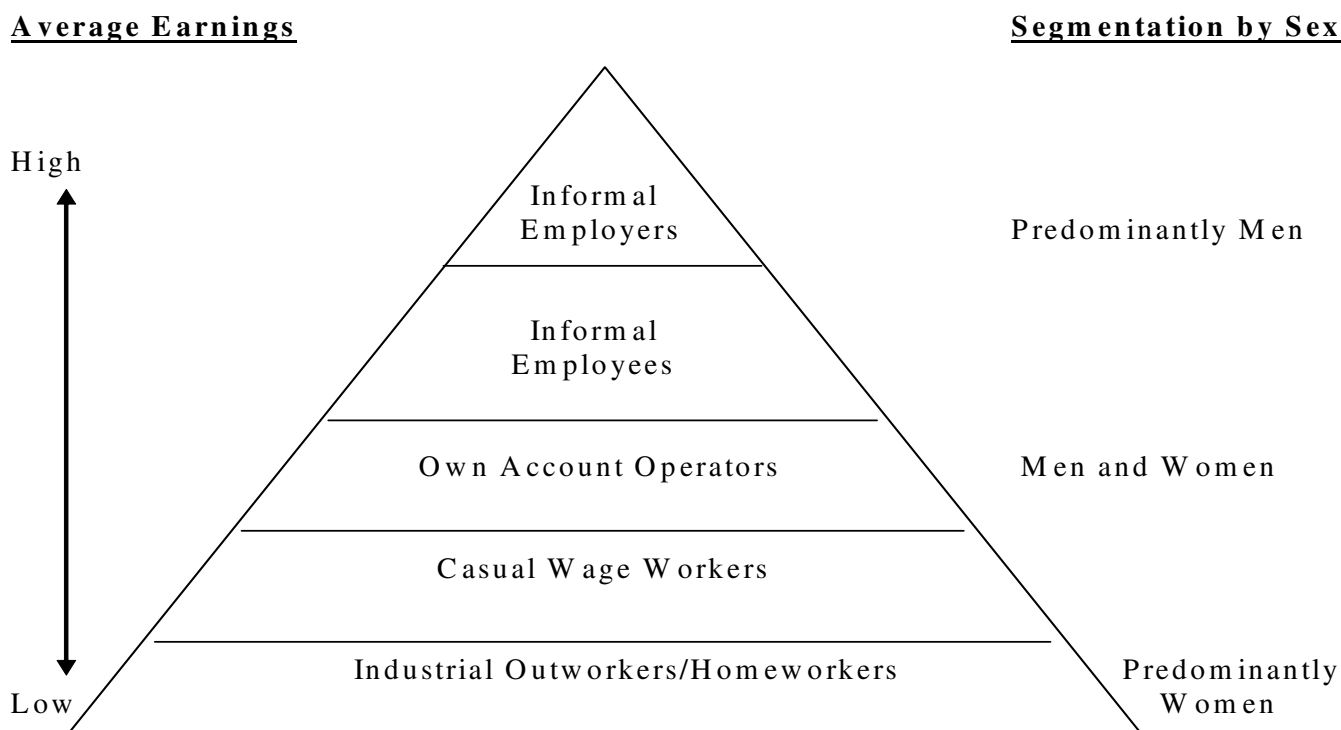 Average Earnings
Segmentation by Sex
High
Informal
Employers
Predominantly Men
Informal
Employees
Own Account Operators
Men and Women
Casual Wage Workers
Industrial Outworkers/Homeworkers
Predominantly
Women
Low